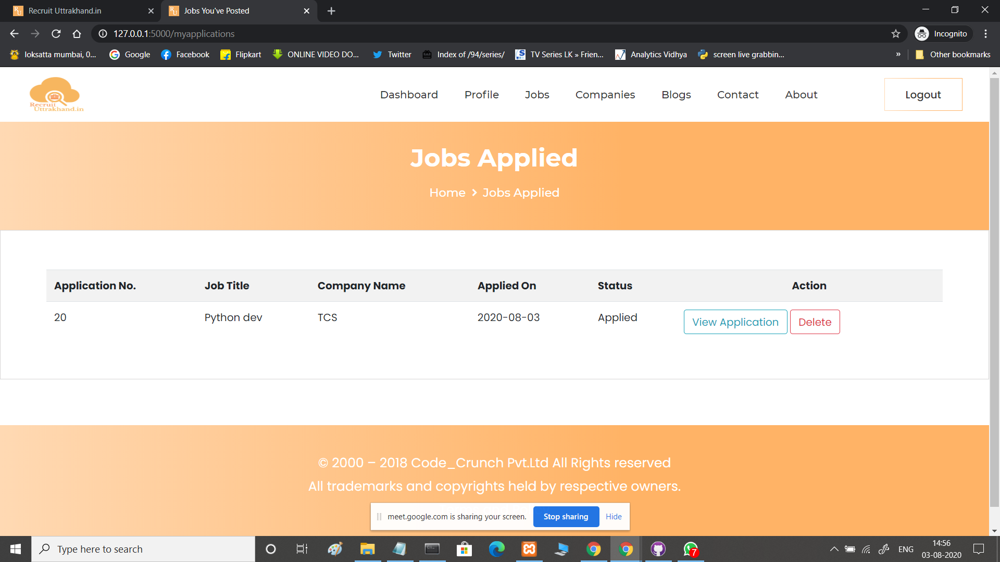 Recruit Uttrakhand.in
Jobs You've Posted
127.0.0.1:5000/myapplications
Incognito
loksatta mumbai, 0...
Google
Facebook
Flipkart
ONLINE VIDEO DO...
Twitter
Index of /94/series/
TV Series LK » Frien...
Analytics Vidhya
screen live grabbin...
»
Other bookmarks
Recruit
Uttrakhand.in
Dashboard
Profile
Jobs
Companies
Blogs
Contact
About
Logout
Jobs Applied
Home > Jobs Applied
Application No. Job Title Company Name Applied On Status Action
20 Python dev TCS 2020-08-03 Applied View Application Delete
© 2000 – 2018 Code_Crunch Pvt.Ltd All Rights reserved
All trademarks and copyrights held by respective owners.
meet.google.com is sharing your screen. Stop sharing Hide
Type here to search
7
ENG
14:56
03-08-2020